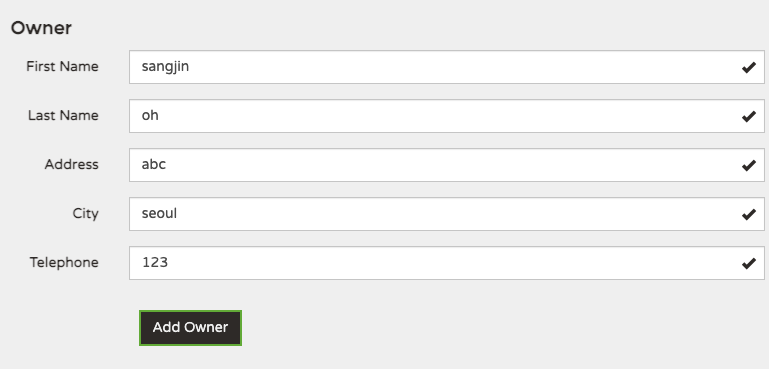 Owner
First Name sangjin
Last Name oh
Address abc
City seoul
Telephone 123
Add Owner